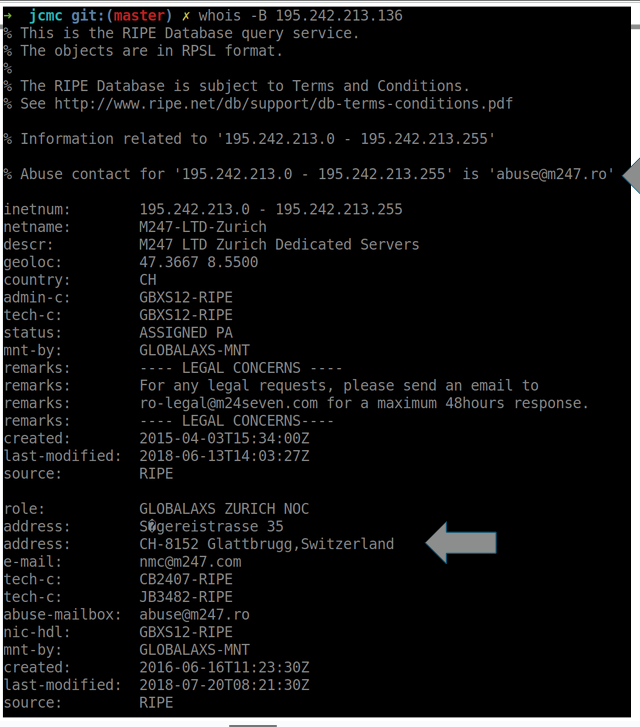 → jcmc git:(master) ✗ whois -B 195.242.213.136
% This is the RIPE Database query service.
% The objects are in RPSL format.
%
% The RIPE Database is subject to Terms and Conditions.
% See http://www.ripe.net/db/support/db-terms-conditions.pdf
% Information related to '195.242.213.0 - 195.242.213.255'
% Abuse contact for '195.242.213.0 - 195.242.213.255' is 'abuse@m247.ro'
inetnum: 195.242.213.0 - 195.242.213.255
netname: M247-LTD-Zurich
descr: M247 LTD Zurich Dedicated Servers
geoloc: 47.3667 8.5500
country: CH
admin-c: GBXS12-RIPE
tech-c: GBXS12-RIPE
status: ASSIGNED PA
mnt-by: GLOBALAXS-MNT
remarks: ---- LEGAL CONCERNS ----
remarks: For any legal requests, please send an email to
remarks: ro-legal@m24seven.com for a maximum 48hours response.
remarks: ---- LEGAL CONCERNS----
created: 2015-04-03T15:34:00Z
last-modified: 2018-06-13T14:03:27Z
source: RIPE
role: GLOBALAXS ZURICH NOC
address: S�gereistrasse 35
address: CH-8152 Glattbrugg,Switzerland
e-mail: nmc@m247.com
tech-c: CB2407-RIPE
tech-c: JB3482-RIPE
abuse-mailbox: abuse@m247.ro
nic-hdl: GBXS12-RIPE
mnt-by: GLOBALAXS-MNT
created: 2016-06-16T11:23:30Z
last-modified: 2018-07-20T08:21:30Z
source: RIPE